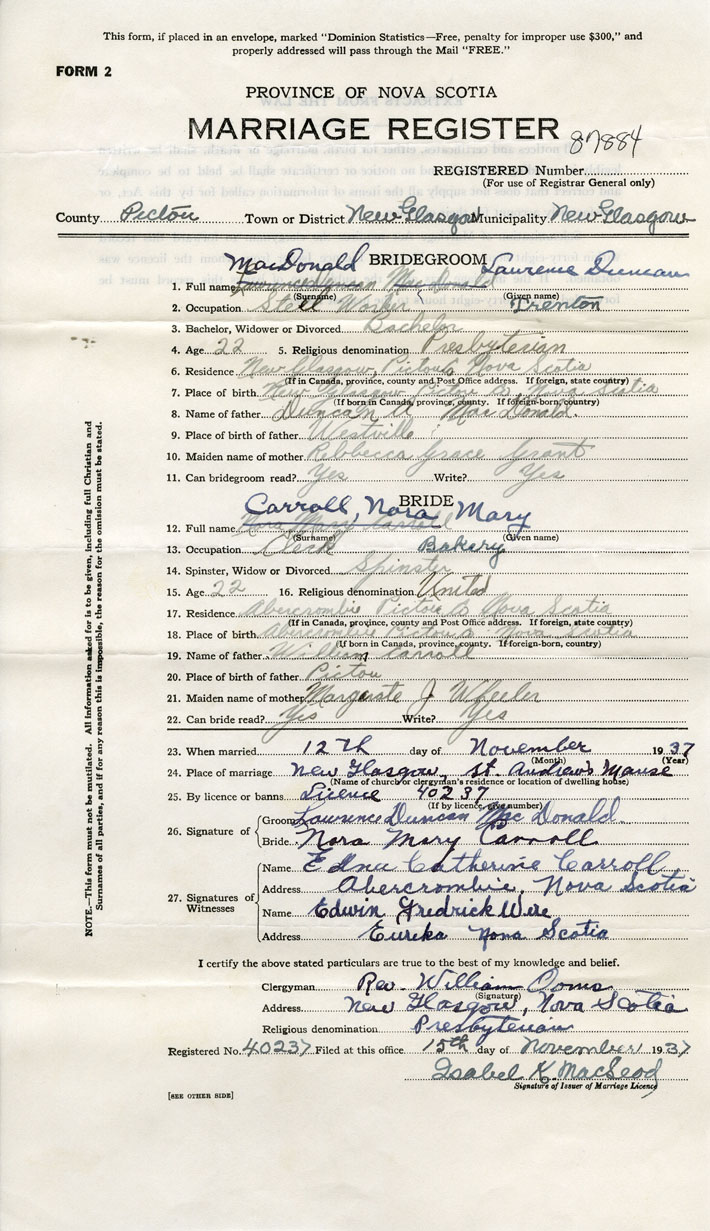 This form, if placed in an envelope, marked "Dominion Statistics—Free, penalty for improper use $300," and
properly addressed will pass through the Mail "FREE."
FORM 2
PROVINCE OF NOVA SCOTIA
MARRIAGE REGISTER 87884
REGISTERED Number
(For use of Registrar General only)
County Pictou Town or District New Glasgow Municipality New Glasgow
BRIDEGROOM
MacDonald Laurence Duncan
1. Full name
(Surname) (Given name)
2. Occupation Steel Worker Trenton
3. Bachelor, Widower or Divorced Bachelor
4. Age 22 5. Religious denomination Presbyterian
6. Residence New Glasgow, Pictou Co Nova Scotia
(If in Canada, province, county and Post Office address. If foreign, state country)
7. Place of birth New Glasgow Pictou Co, Nova Scotia
(If born in Canada, province, county. If foreign-born, country)
8. Name of father Duncan MacDonald.
9. Place of birth of father Westville
10. Maiden name of mother Rebbecca Grace Grant
11. Can bridegroom read? Yes Write? Yes
BRIDE
Carroll, Nora Mary
12. Full name Nora Mary Carroll
(Surname) (Given name)
13. Occupation Clerk Bakery
14. Spinster, Widow or Divorced Spinster
15. Age 22 16. Religious denomination United
17. Residence Abercrombie Pictou Co Nova Scotia
(If in Canada, province, county and Post Office address. If foreign, state country)
18. Place of birth Abercrombie Pictou Co Nova Scotia
(If born in Canada, province, county. If foreign-born, country)
19. Name of father William Carroll
20. Place of birth of father Pictou
21. Maiden name of mother Marguste J Wheeler
22. Can bride read? Yes Write? Yes
23. When married 12th day of November 1937
(Month) (Year)
24. Place of marriage New Glasgow, St. Andrew's Manse
(Name of church or clergyman's residence or location of dwelling house)
25. By licence or banns Licence 40237
(If by licence, give number)
26. Signature of
Groom Lawrence Duncan MacDonald
Bride Nora Mary Carroll
27. Signatures of Witnesses
Name Edna Catherine Carroll
Address Abercrombie, Nova Scotia
Name Edwin Fredrick Were
Address Eureka Nova Scotia
I certify the above stated particulars are true to the best of my knowledge and belief.
Clergyman Rev. William Ooms
(Signature)
Address New Glasgow, Nova Scotia
Religious denomination Presbyterian
Registered No. 40237 Filed at this office 15th day of November 1937
Isabel K. MacLeod
Signature of Issuer of Marriage Licence
[SEE OTHER SIDE]
NOTE.—This form must not be mutilated. All information asked for is to be given, including full Christian and
Surnames of all parties, and if for any reason this is impossible, the reason for the omission must be stated.